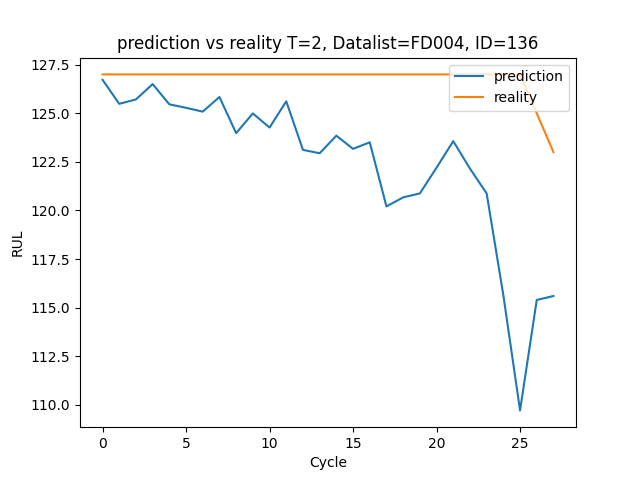 prediction vs reality T=2, Datalist=FD004, ID=136
prediction
reality
RUL
127.5
125.0
122.5
120.0
117.5
115.0
112.5
110.0
0 5 10 15 20 25
Cycle